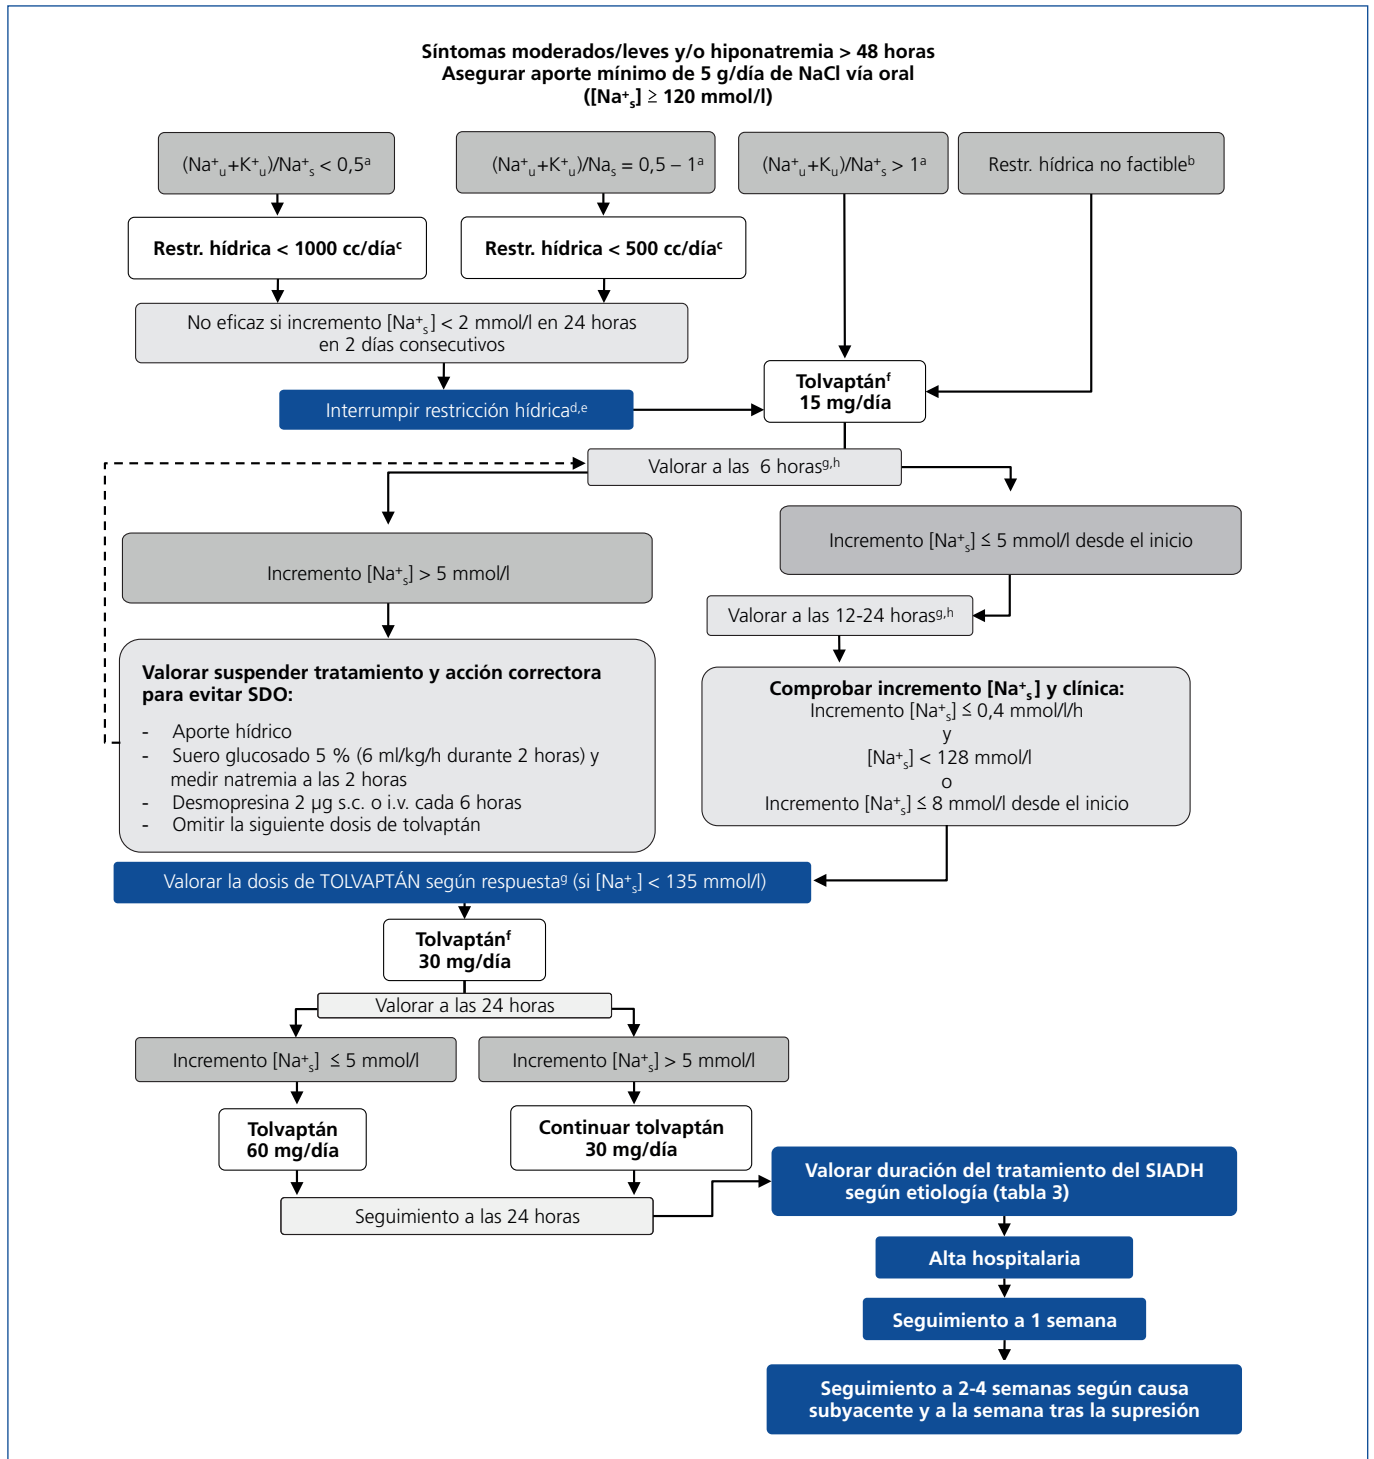 Síntomas moderados/leves y/o hiponatremia > 48 horas
Asegurar aporte mínimo de 5 g/día de NaCl vía oral
([Na⁺ₛ] ≥ 120 mmol/l)
(Na⁺ᵤ+K⁺ᵤ)/Na⁺ₛ < 0,5ᵃ
(Na⁺ᵤ+K⁺ᵤ)/Naₛ = 0,5 – 1ᵃ
(Na⁺ᵤ+Kᵤ)/Na⁺ₛ > 1ᵃ
Restr. hídrica no factibleᵇ
Restr. hídrica < 1000 cc/díaᶜ
Restr. hídrica < 500 cc/díaᶜ
No eficaz si incremento [Na⁺ₛ] < 2 mmol/l en 24 horas
en 2 días consecutivos
Tolvaptánᶠ
15 mg/día
Interrumpir restricción hídricaᵈ,ᵉ
Valorar a las 6 horasᵍ,ʰ
Incremento [Na⁺ₛ] > 5 mmol/l
Incremento [Na⁺ₛ] ≤ 5 mmol/l desde el inicio
Valorar a las 12-24 horasᵍ,ʰ
Valorar suspender tratamiento y acción correctora
para evitar SDO:
- Aporte hídrico
- Suero glucosado 5 % (6 ml/kg/h durante 2 horas) y
medir natremia a las 2 horas
- Desmopresina 2 µg s.c. o i.v. cada 6 horas
- Omitir la siguiente dosis de tolvaptán
Comprobar incremento [Na⁺ₛ] y clínica:
Incremento [Na⁺ₛ] ≤ 0,4 mmol/l/h
y
[Na⁺ₛ] < 128 mmol/l
o
Incremento [Na⁺ₛ] ≤ 8 mmol/l desde el inicio
Valorar la dosis de TOLVAPTÁN según respuestaᵍ (si [Na⁺ₛ] < 135 mmol/l)
Tolvaptánᶠ
30 mg/día
Valorar a las 24 horas
Incremento [Na⁺ₛ] ≤ 5 mmol/l
Incremento [Na⁺ₛ] > 5 mmol/l
Tolvaptán
60 mg/día
Continuar tolvaptán
30 mg/día
Seguimiento a las 24 horas
Valorar duración del tratamiento del SIADH
según etiología (tabla 3)
Alta hospitalaria
Seguimiento a 1 semana
Seguimiento a 2-4 semanas según causa
subyacente y a la semana tras la supresión